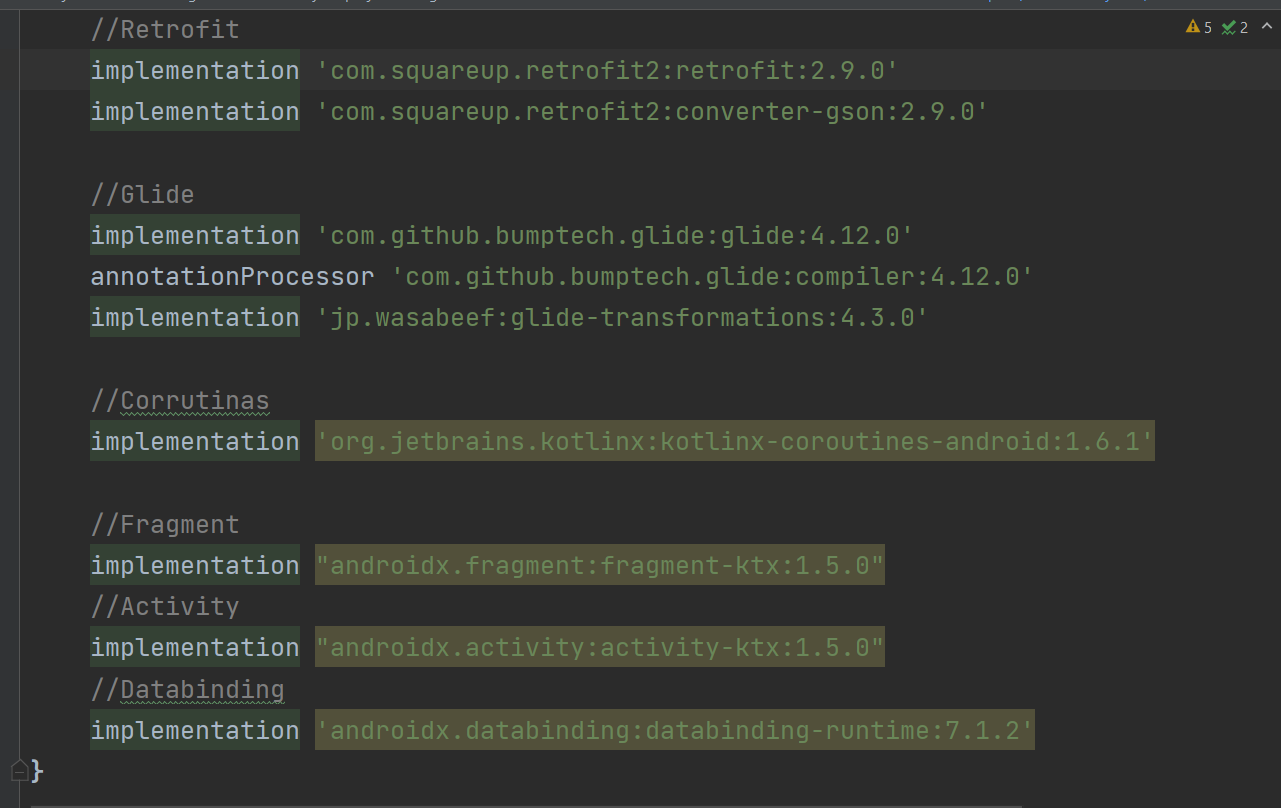 //Retrofit
5 2
implementation 'com.squareup.retrofit2:retrofit:2.9.0'
implementation 'com.squareup.retrofit2:converter-gson:2.9.0'
//Glide
implementation 'com.github.bumptech.glide:glide:4.12.0'
annotationProcessor 'com.github.bumptech.glide:compiler:4.12.0'
implementation 'jp.wasabeef:glide-transformations:4.3.0'
//Corrutinas
implementation 'org.jetbrains.kotlinx:kotlinx-coroutines-android:1.6.1'
//Fragment
implementation "androidx.fragment:fragment-ktx:1.5.0"
//Activity
implementation "androidx.activity:activity-ktx:1.5.0"
//Databinding
implementation 'androidx.databinding:databinding-runtime:7.1.2'
}